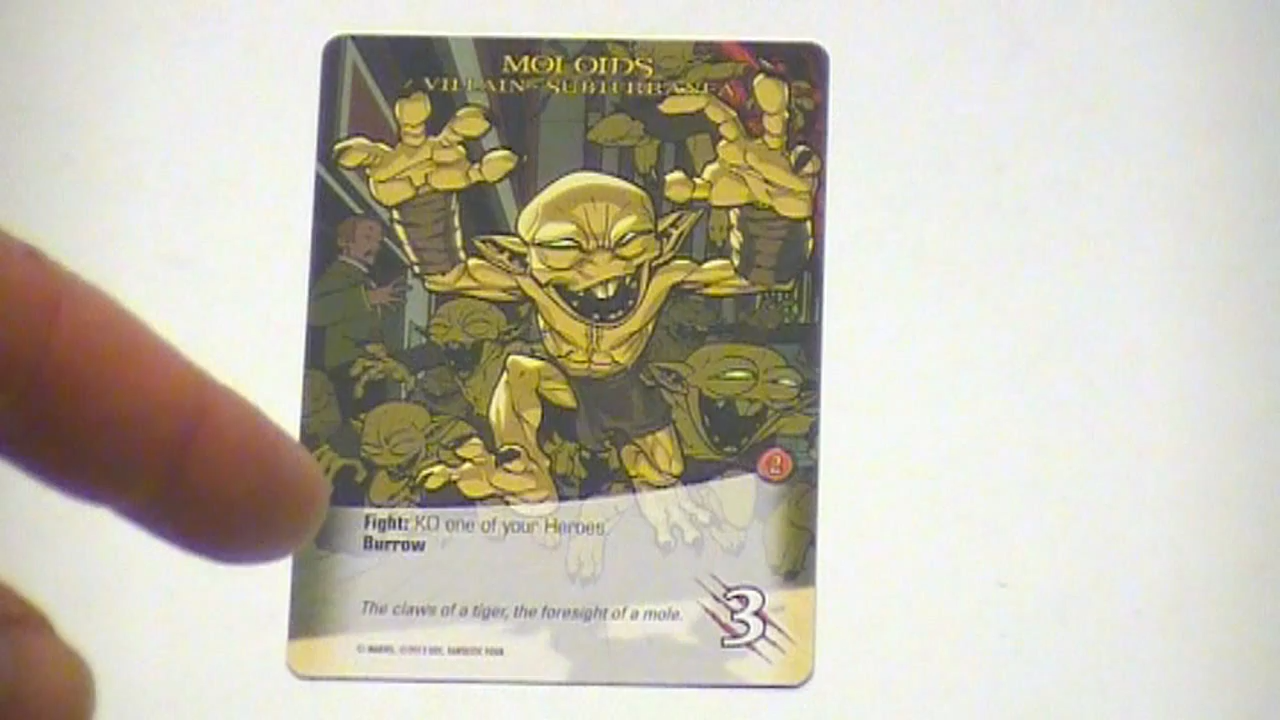 MOLOIDS
VILLAIN - SUBTERRANEA
2
Fight: KO one of your Heroes.
Burrow
The claws of a tiger, the foresight of a mole.
3
© MARVEL